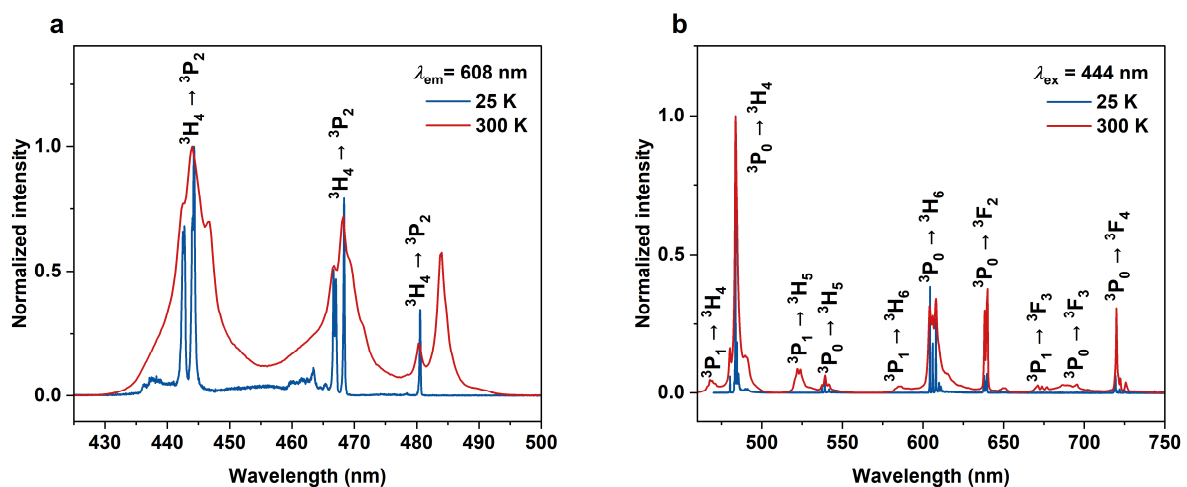 a
λem= 608 nm
25 K
300 K
³H₄ → ³P₂
³H₄ → ³P₂
³H₄ → ³P₂
1.0
0.5
0.0
Normalized intensity
430 440 450 460 470 480 490 500
Wavelength (nm)
b
λex = 444 nm
25 K
300 K
³P₁ → ³H₄
³P₀ → ³H₄
³P₁ → ³H₅
³P₀ → ³H₅
³P₁ → ³H₆
³P₀ → ³H₆
³P₀ → ³F₂
³P₁ → ³F₃
³P₀ → ³F₃
³P₀ → ³F₄
1.0
0.5
0.0
Normalized intensity
500 550 600 650 700 750
Wavelength (nm)